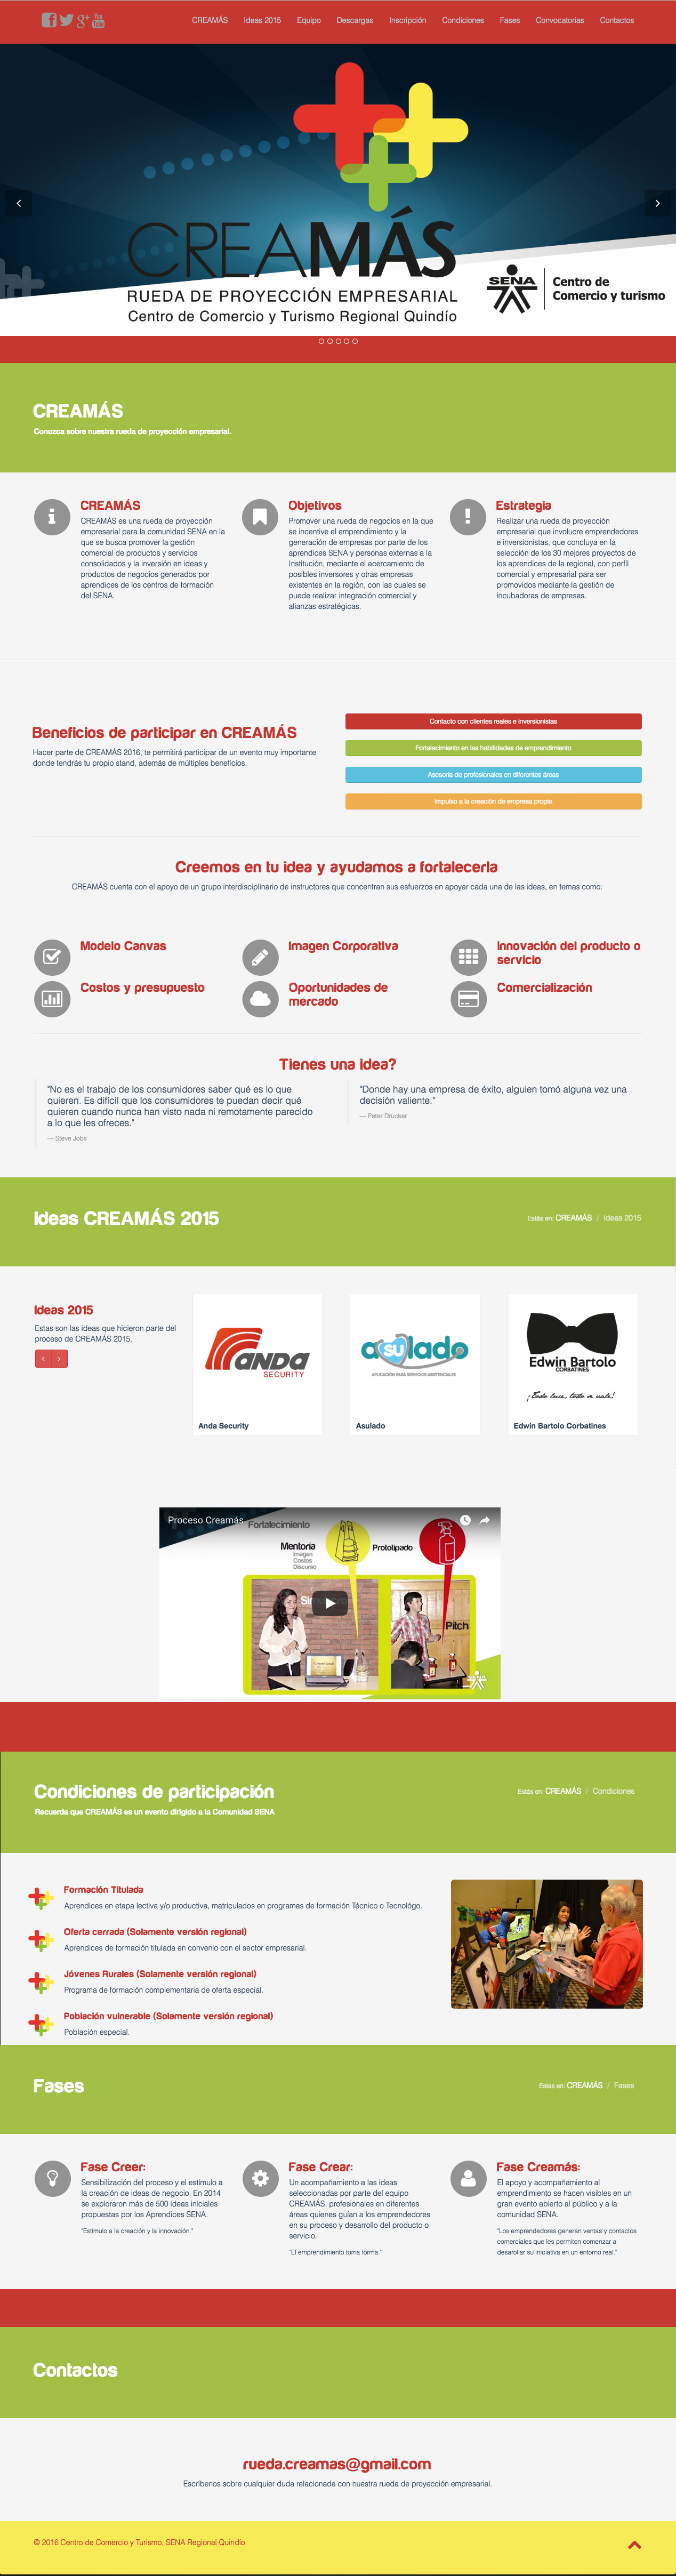 CREAMÁS Ideas 2015 Equipo Descargas Inscripción Condiciones Fases Convocatorias Contactos
CREAMÁS
RUEDA DE PROYECCIÓN EMPRESARIAL
Centro de Comercio y Turismo Regional Quindío
SENA
Centro de
Comercio y turismo
CREAMÁS
Conozca sobre nuestra rueda de proyección empresarial.
CREAMÁS
CREAMÁS es una rueda de proyección
empresarial para la comunidad SENA en la
que se busca promover la gestión
comercial de productos y servicios
consolidados y la inversión en ideas y
productos de negocios generados por
aprendices de los centros de formación
del SENA.
Objetivos
Promover una rueda de negocios en la que
se incentive el emprendimiento y la
generación de empresas por parte de los
aprendices SENA y personas externas a la
Institución, mediante el acercamiento de
posibles inversores y otras empresas
existentes en la región, con las cuales se
puede realizar integración comercial y
alianzas estratégicas.
Estrategia
Realizar una rueda de proyección
empresarial que involucre emprendedores
e inversionistas, que concluya en la
selección de los 30 mejores proyectos de
los aprendices de la regional, con perfil
comercial y empresarial para ser
promovidos mediante la gestión de
incubadoras de empresas.
Beneficios de participar en CREAMÁS
Hacer parte de CREAMÁS 2016, te permitirá participar de un evento muy importante
donde tendrás tu propio stand, además de múltiples beneficios.
Contacto con clientes reales e inversionistas
Fortalecimiento en las habilidades de emprendimiento
Asesoría de profesionales en diferentes áreas
Impulso a la creación de empresa propia
Creemos en tu idea y ayudamos a fortalecerla
CREAMÁS cuenta con el apoyo de un grupo interdisciplinario de instructores que concentran sus esfuerzos en apoyar cada una de las ideas, en temas como:
Modelo Canvas
Imagen Corporativa
Innovación del producto o
servicio
Costos y presupuesto
Oportunidades de
mercado
Comercialización
Tienes una idea?
"No es el trabajo de los consumidores saber qué es lo que
quieren. Es difícil que los consumidores te puedan decir qué
quieren cuando nunca han visto nada ni remotamente parecido
a lo que les ofreces."
— Steve Jobs
"Donde hay una empresa de éxito, alguien tomó alguna vez una
decisión valiente."
— Peter Drucker
Ideas CREAMÁS 2015
Estás en: CREAMÁS / Ideas 2015
Ideas 2015
Estas son las ideas que hicieron parte del
proceso de CREAMÁS 2015.
anda
SECURITY
Anda Security
asulado
APLICACIÓN PARA SERVICIOS ASISTENCIALES
Asulado
Edwin Bartolo
CORBATINES
¡Todo luce, todo se vale!
Edwin Bartolo Corbatines
Proceso Creamás
Fortalecimiento
Mentoría
Imagen
Costos
Discurso
Prototipado
Pitch
Condiciones de participación
Recuerda que CREAMÁS es un evento dirigido a la Comunidad SENA
Estás en: CREAMÁS / Condiciones
Formación Titulada
Aprendices en etapa lectiva y/o productiva, matriculados en programas de formación Técnico o Tecnológo.
Oferta cerrada (Solamente versión regional)
Aprendices de formación titulada en convenio con el sector empresarial.
Jóvenes Rurales (Solamente versión regional)
Programa de formación complementaria de oferta especial.
Población vulnerable (Solamente versión regional)
Población especial.
Fases
Estas en: CREAMÁS / Fases
Fase Creer:
Sensibilización del proceso y el estímulo a
la creación de ideas de negocio. En 2014
se exploraron más de 500 ideas iniciales
propuestas por los Aprendices SENA.
"Estímulo a la creación y la innovación."
Fase Crear:
Un acompañamiento a las ideas
seleccionadas por parte del equipo
CREAMÁS, profesionales en diferentes
áreas quienes guían a los emprendedores
en su proceso y desarrollo del producto o
servicio.
"El emprendimiento toma forma."
Fase Creamás:
El apoyo y acompañamiento al
emprendimiento se hacen visibles en un
gran evento abierto al público y a la
comunidad SENA.
"Los emprendedores generan ventas y contactos
comerciales que les permiten comenzar a
desarollar su iniciativa en un entorno real."
Contactos
rueda.creamas@gmail.com
Escríbenos sobre cualquier duda relacionada con nuestra rueda de proyección empresarial.
© 2016 Centro de Comercio y Turismo, SENA Regional Quindío